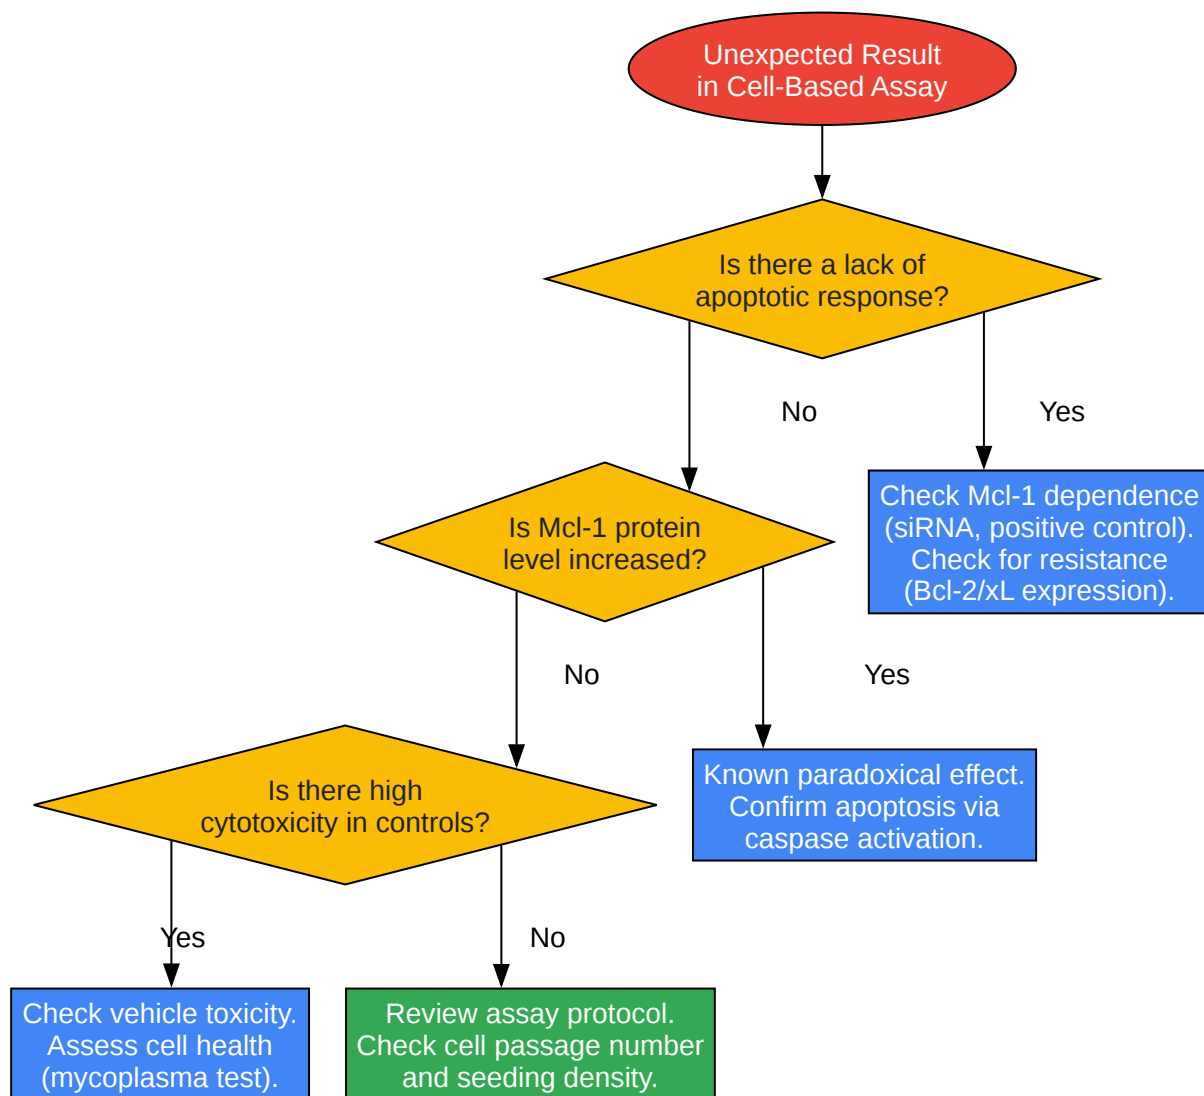 Unexpected Result
in Cell-Based Assay
Is there a lack of
apoptotic response?
No
Yes
Is Mcl-1 protein
level increased?
Check Mcl-1 dependence
(siRNA, positive control).
Check for resistance
(Bcl-2/xL expression).
No
Yes
Is there high
cytotoxicity in controls?
Known paradoxical effect.
Confirm apoptosis via
caspase activation.
Yes
No
Check vehicle toxicity.
Assess cell health
(mycoplasma test).
Review assay protocol.
Check cell passage number
and seeding density.